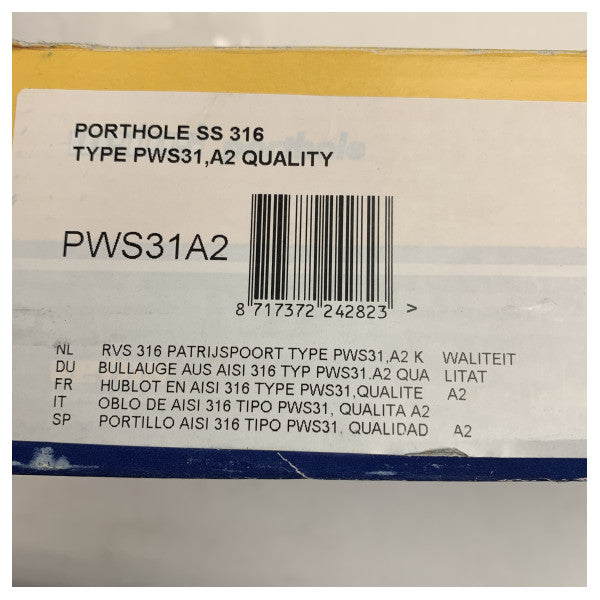 PORTHOLE SS 316
TYPE PWS31,A2 QUALITY
PWS31A2
8 717372 242823 >
NL RVS 316 PATRIJSPOORT TYPE PWS31,A2 K WALITEIT
DU BULLAUGE AUS AISI 316 TYP PWS31.A2 QUA LITAT
FR HUBLOT EN AISI 316 TYPE PWS31,QUALITE A2
IT OBLO DE AISI 316 TIPO PWS31, QUALITA A2
SP PORTILLO AISI 316 TIPO PWS31, QUALIDAD A2